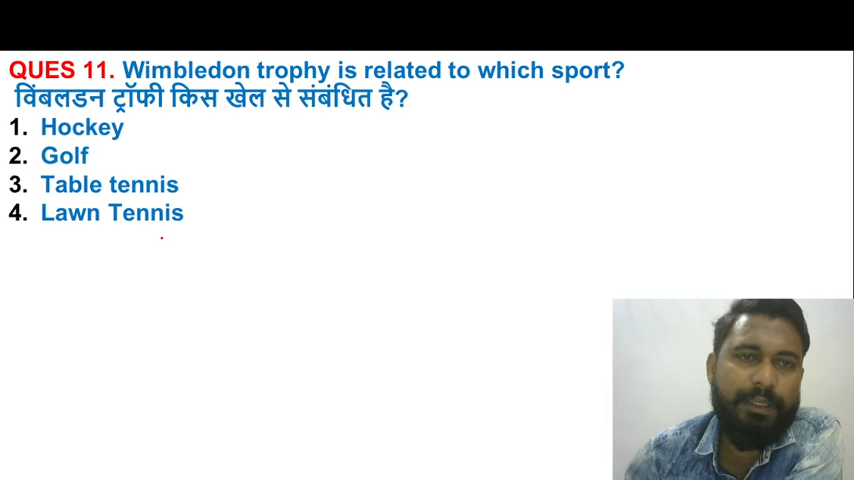 QUES 11. Wimbledon trophy is related to which sport?
विंबलडन ट्रॉफी किस खेल से संबंधित है?
1. Hockey
2. Golf
3. Table tennis
4. Lawn Tennis